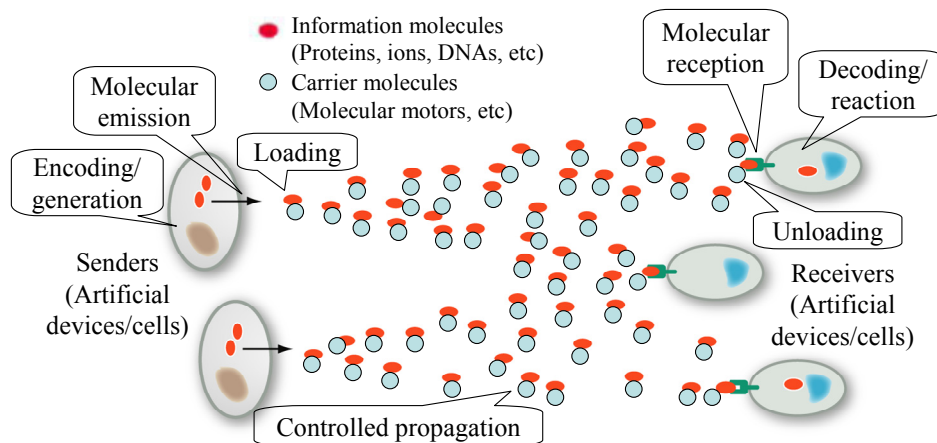 Information molecules
(Proteins, ions, DNAs, etc)
Carrier molecules
(Molecular motors, etc)
Molecular
emission
Encoding/
generation
Loading
Molecular
reception
Decoding/
reaction
Unloading
Senders
(Artificial
devices/cells)
Receivers
(Artificial
devices/cells)
Controlled propagation